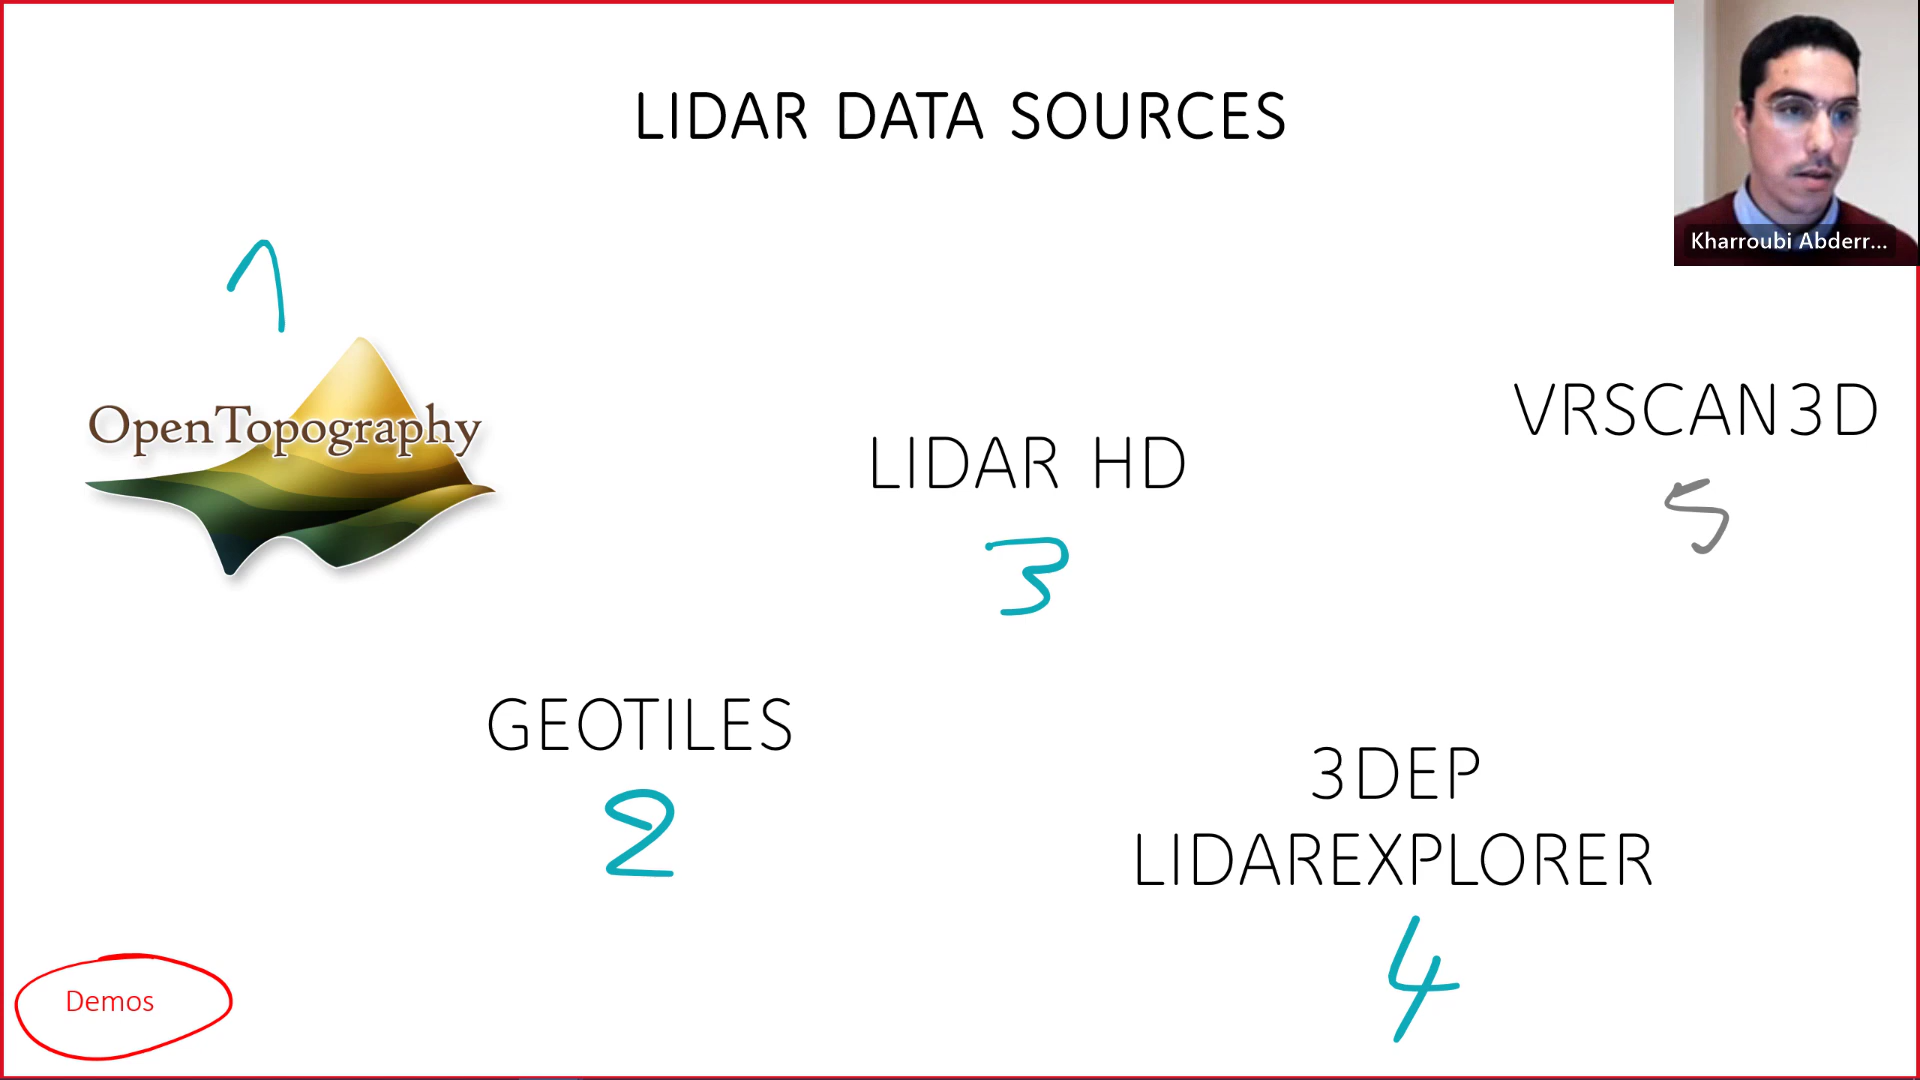 LIDAR DATA SOURCES
Kharroubi Abderr...
1
OpenTopography
VRSCAN3D
5
LIDAR HD
3
GEOTILES
2
3DEP
LIDAREXPLORER
4
Demos